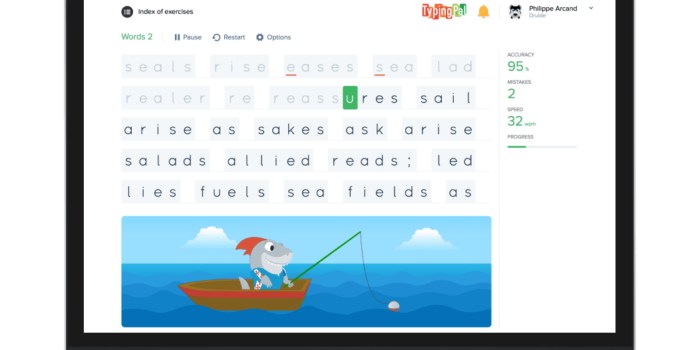 Index of exercises
TypingPal
Philippe Arcand
Druide
Words 2
Pause
Restart
Options
seals rise eases sea lad
realer re reassures sail
arise as sakes ask arise
salads allied reads; led
lies fuels sea fields as
ACCURACY
95 %
MISTAKES
2
SPEED
32 wpm
PROGRESS